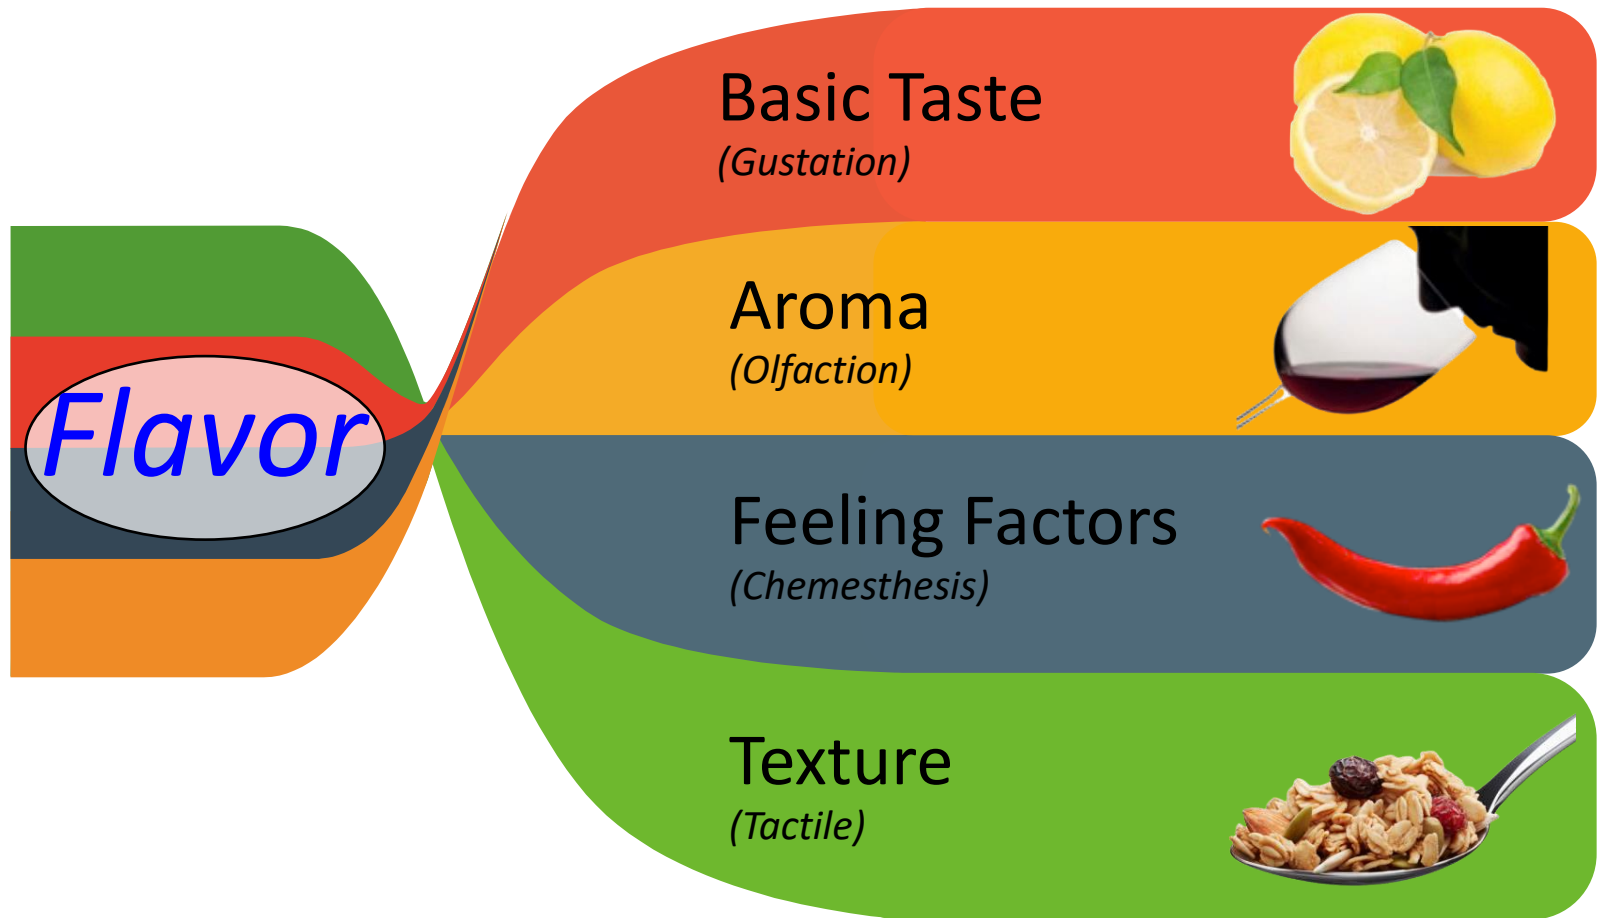 Flavor
Basic Taste
(Gustation)
Aroma
(Olfaction)
Feeling Factors
(Chemesthesis)
Texture
(Tactile)